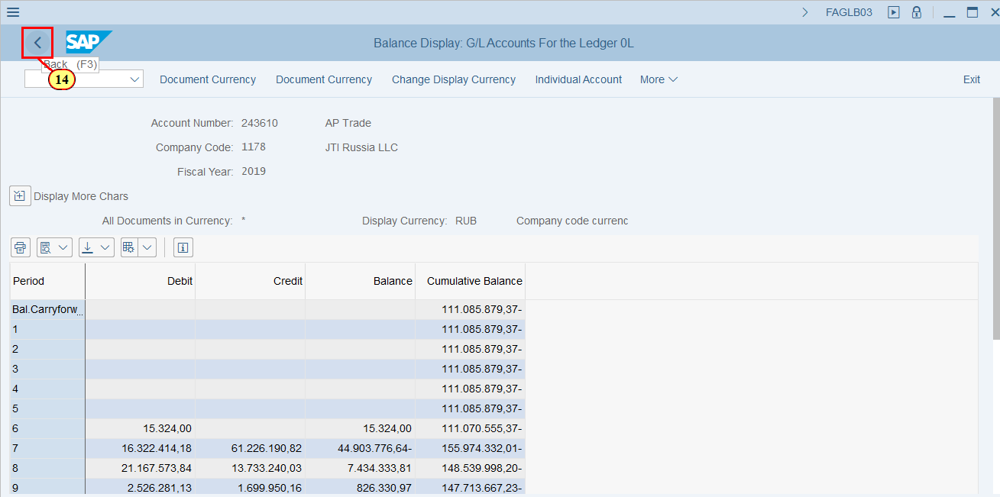 FAGLB03
SAP Balance Display: G/L Accounts For the Ledger 0L
Back (F3)
14
Document Currency Document Currency Change Display Currency Individual Account More Exit
Account Number: 243610 AP Trade
Company Code: 1178 JTI Russia LLC
Fiscal Year: 2019
Display More Chars
All Documents in Currency: * Display Currency: RUB Company code currenc
Period Debit Credit Balance Cumulative Balance
Bal.Carryforw... 111.085.879,37-
1 111.085.879,37-
2 111.085.879,37-
3 111.085.879,37-
4 111.085.879,37-
5 111.085.879,37-
6 15.324,00 15.324,00 111.070.555,37-
7 16.322.414,18 61.226.190,82 44.903.776,64- 155.974.332,01-
8 21.167.573,84 13.733.240,03 7.434.333,81 148.539.998,20-
9 2.526.281,13 1.699.950,16 826.330,97 147.713.667,23-